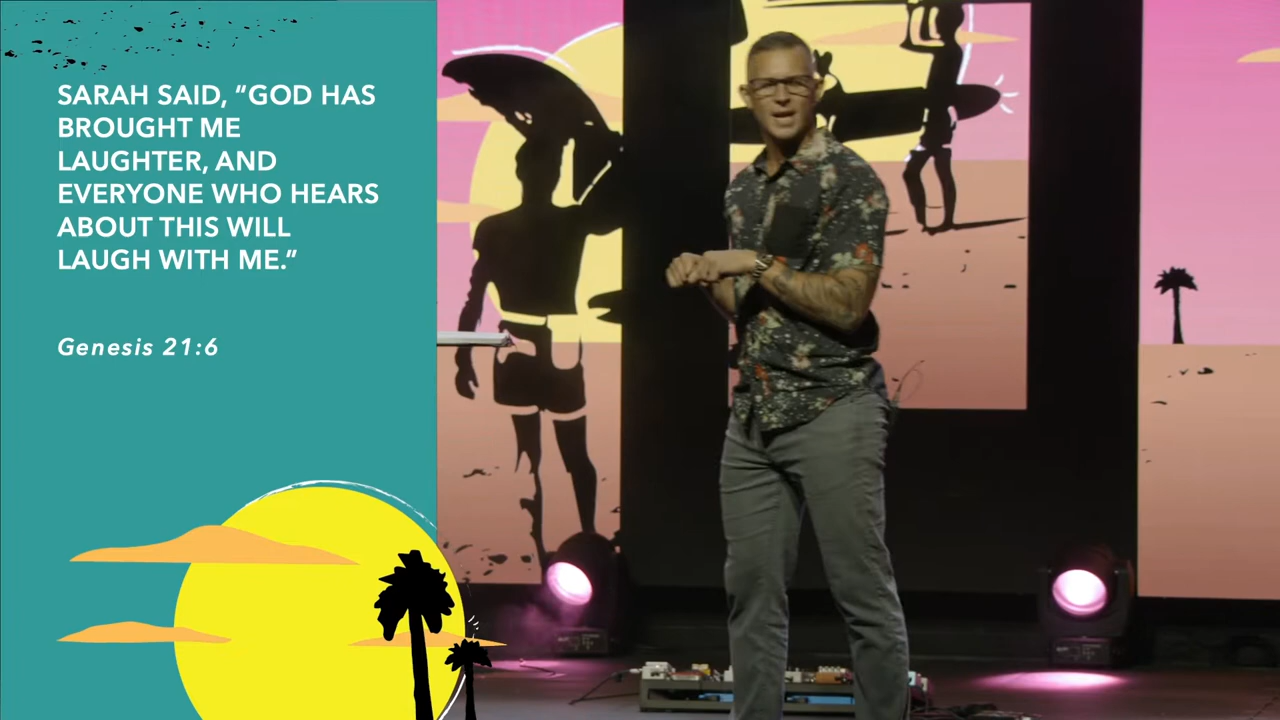 SARAH SAID, “GOD HAS
BROUGHT ME
LAUGHTER, AND
EVERYONE WHO HEARS
ABOUT THIS WILL
LAUGH WITH ME.”
Genesis 21:6